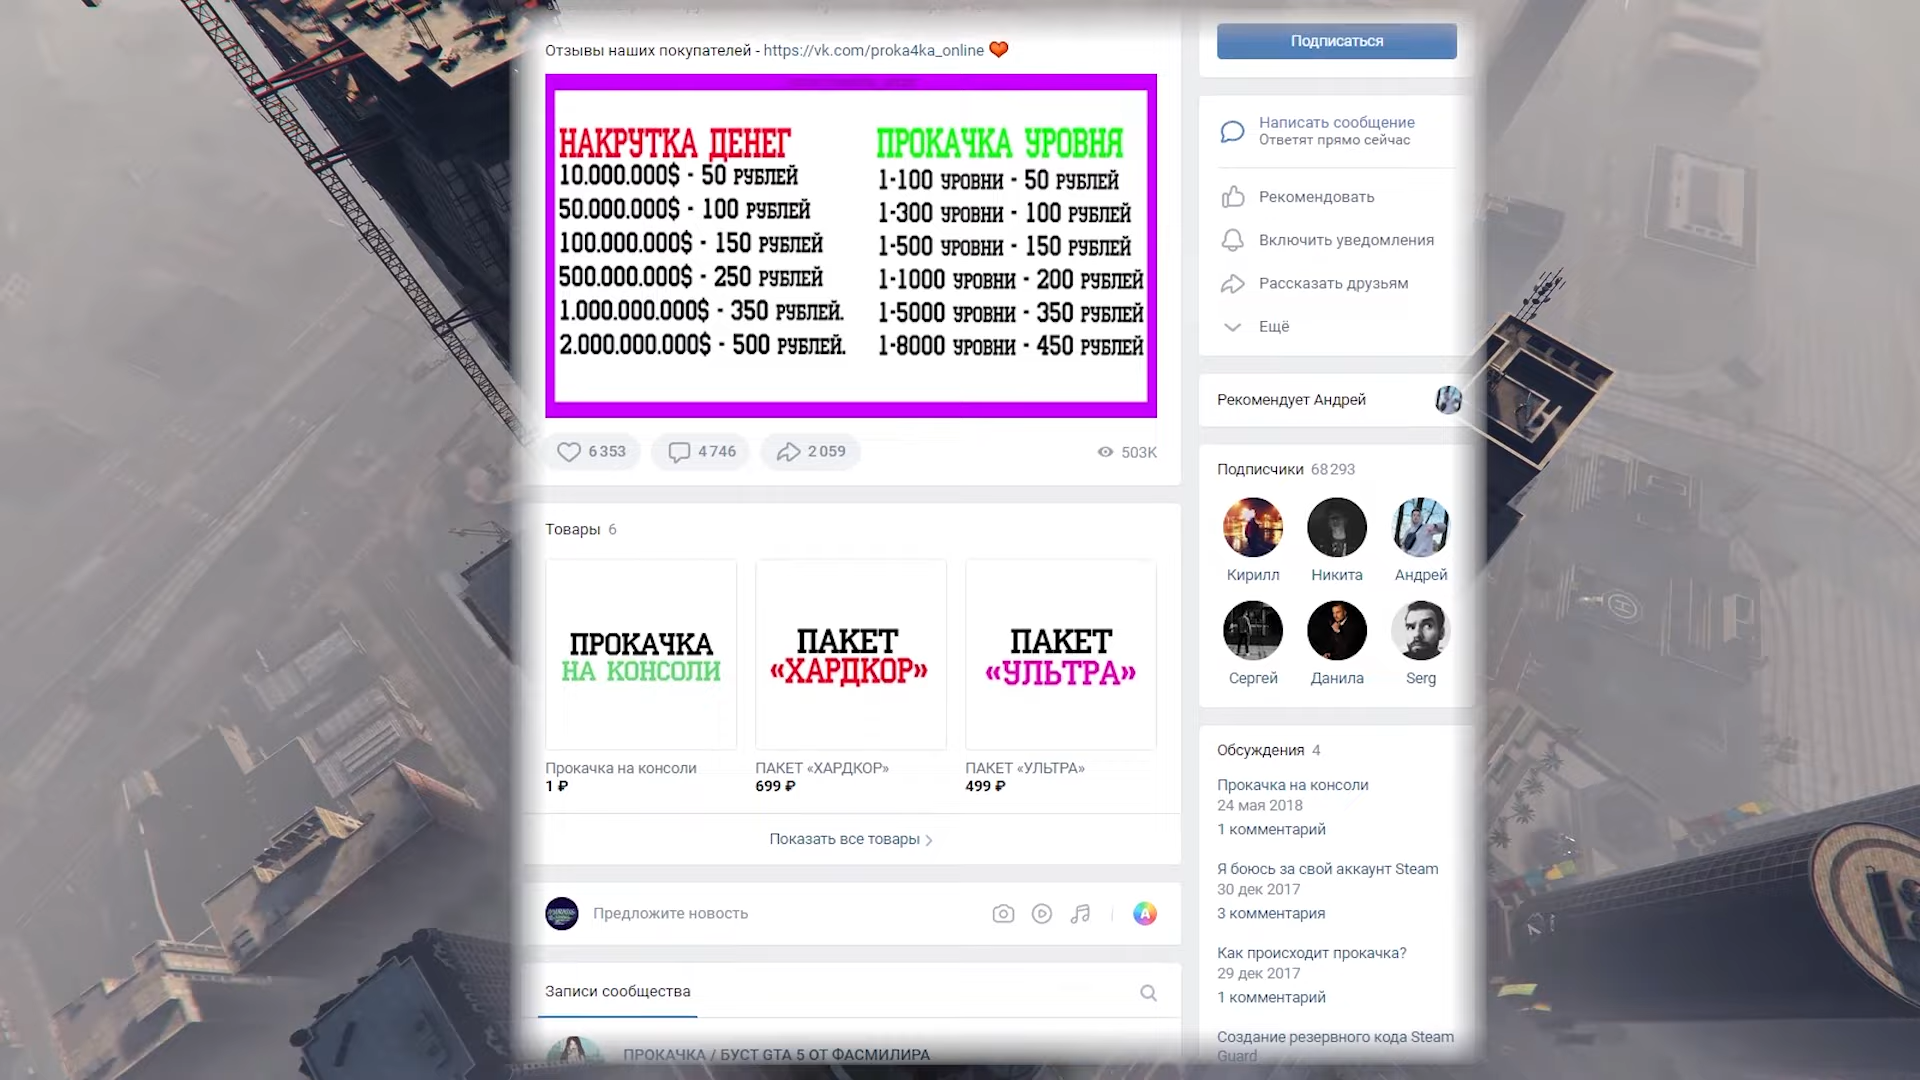 Отзывы наших покупателей - https://vk.com/proka4ka_online
НАКРУТКА ДЕНЕГ
10.000.000$ - 50 РУБЛЕЙ
50.000.000$ - 100 РУБЛЕЙ
100.000.000$ - 150 РУБЛЕЙ
500.000.000$ - 250 РУБЛЕЙ
1.000.000.000$ - 350 РУБЛЕЙ.
2.000.000.000$ - 500 РУБЛЕЙ.
ПРОКАЧКА УРОВНЯ
1-100 УРОВНИ - 50 РУБЛЕЙ
1-300 УРОВНИ - 100 РУБЛЕЙ
1-500 УРОВНИ - 150 РУБЛЕЙ
1-1000 УРОВНИ - 200 РУБЛЕЙ
1-5000 УРОВНИ - 350 РУБЛЕЙ
1-8000 УРОВНИ - 450 РУБЛЕЙ
6 353 4 746 2 059 503K
Товары 6
ПРОКАЧКА
НА КОНСОЛИ
ПАКЕТ
«ХАРДКОР»
ПАКЕТ
«УЛЬТРА»
Прокачка на консоли
1 ₽
ПАКЕТ «ХАРДКОР»
699 ₽
ПАКЕТ «УЛЬТРА»
499 ₽
Показать все товары
Предложите новость
A
Записи сообщества
ПРОКАЧКА / БУСТ GTA 5 ОТ ФАСМИЛИРА
Подписаться
Написать сообщение
Ответят прямо сейчас
Рекомендовать
Включить уведомления
Рассказать друзьям
Ещё
Рекомендует Андрей
Подписчики 68 293
Кирилл Никита Андрей
Сергей Данила Serg
Обсуждения 4
Прокачка на консоли
24 мая 2018
1 комментарий
Я боюсь за свой аккаунт Steam
30 дек 2017
3 комментария
Как происходит прокачка?
29 дек 2017
1 комментарий
Создание резервного кода Steam
Guard